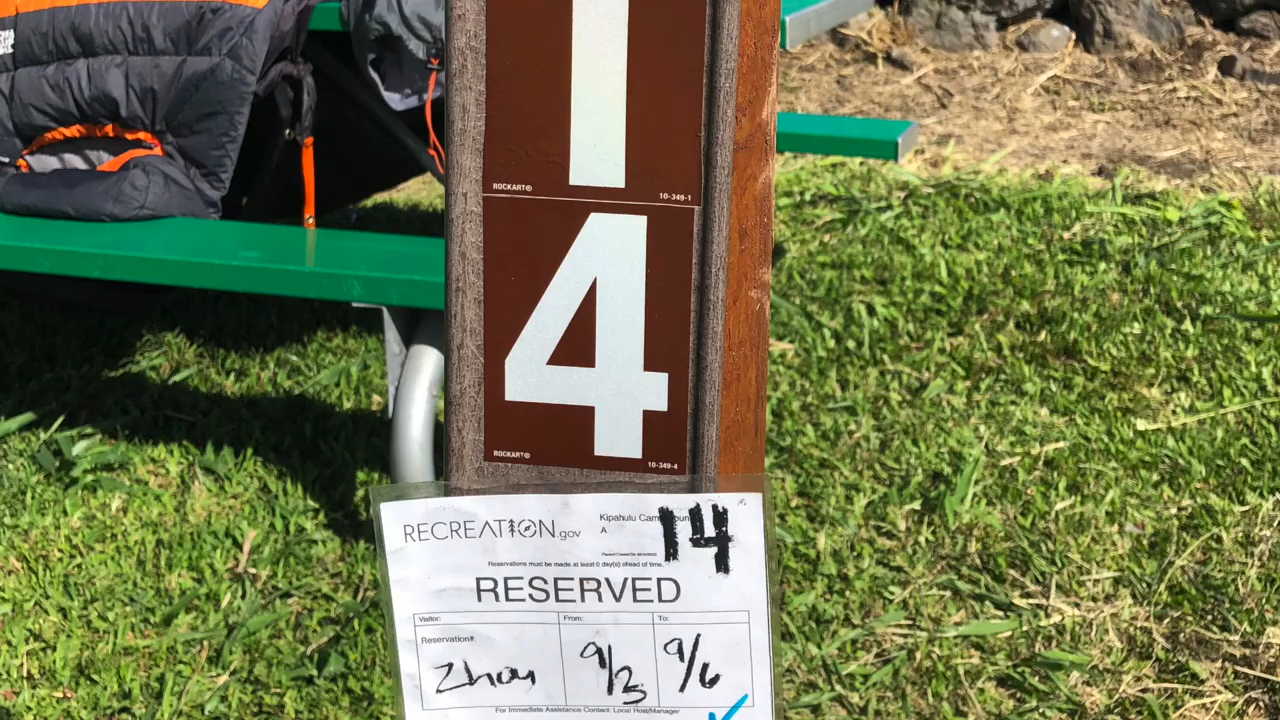 1
ROCKART® 10-349-1
4
ROCKART® 10-349-4
RECREATION.gov
Kipahulu Campground
A
14
Reservations must be made at least 0 day(s) ahead of time.
RESERVED
Visitor: From: To:
Reservation#:
Zhou 9/3 9/6
For Immediate Assistance Contact: Local Host/Manager